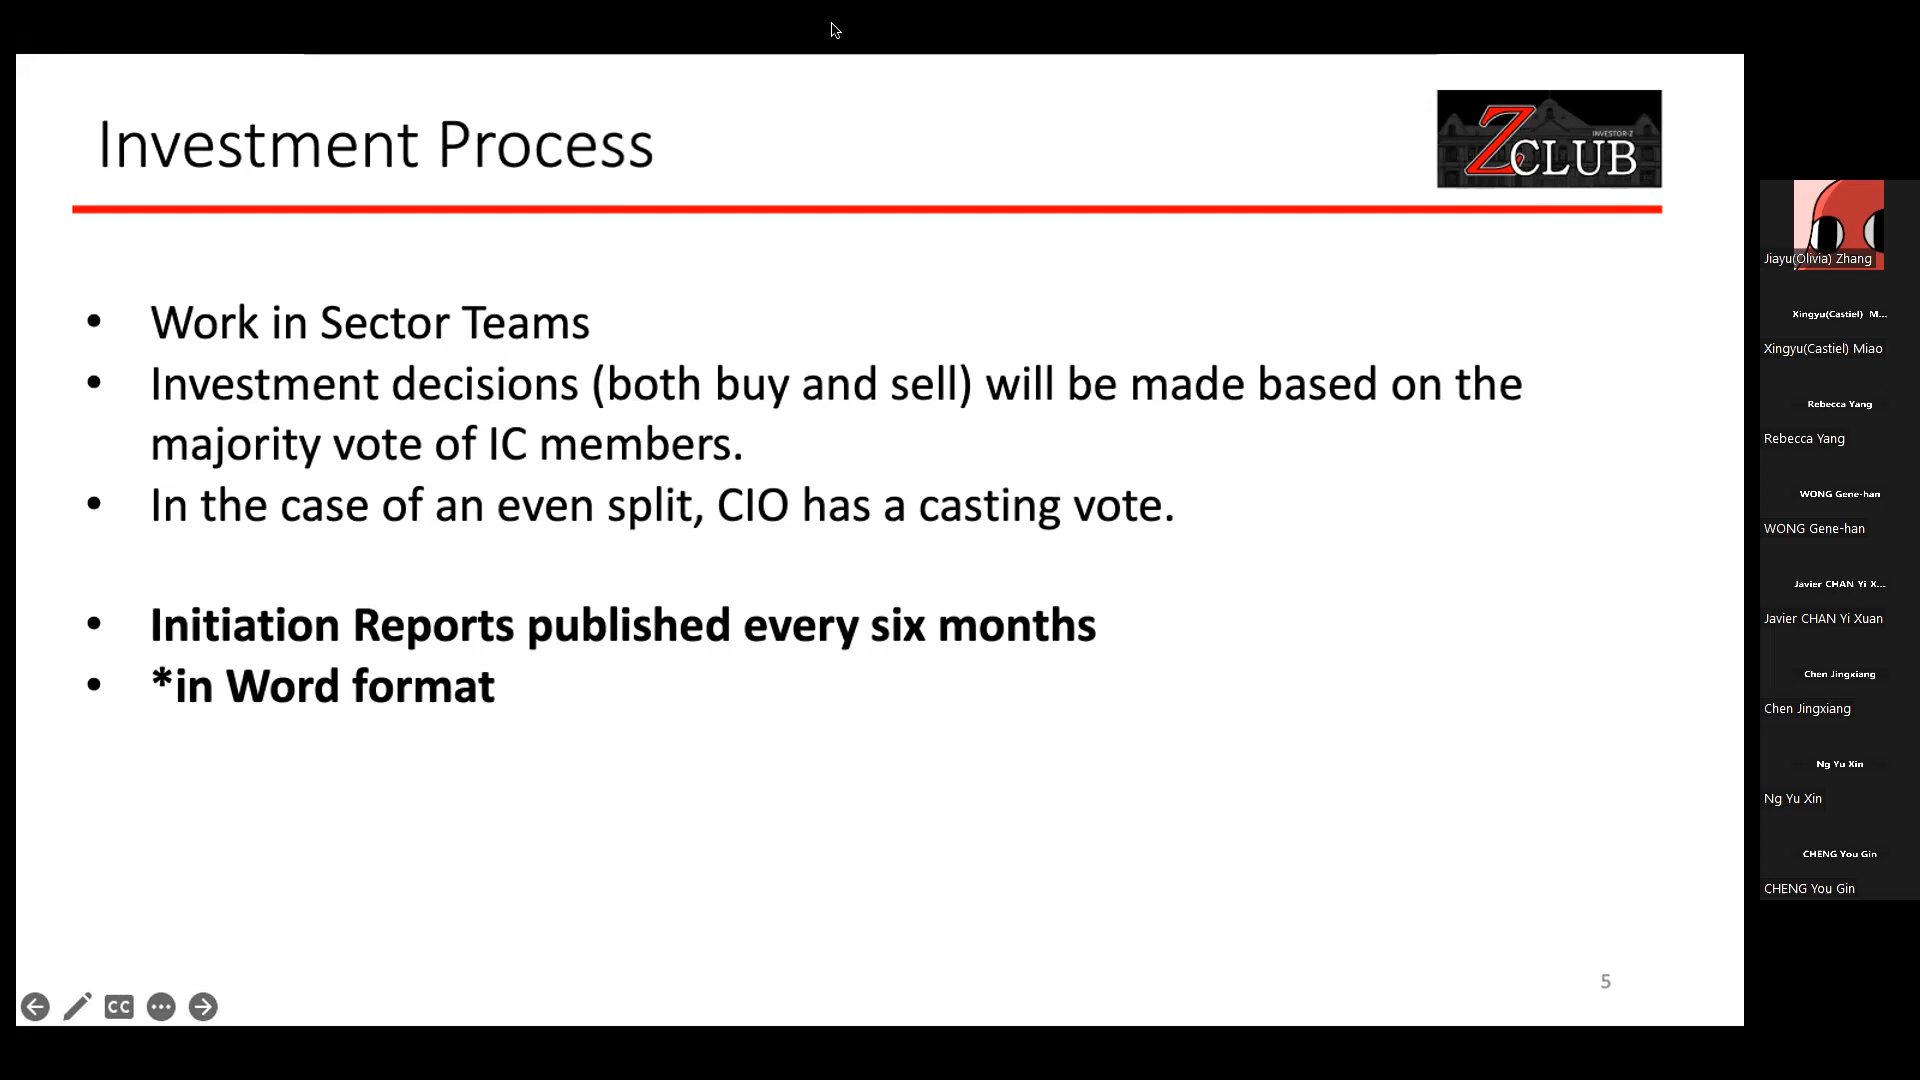 Investment Process
INVESTOR-Z
ZCLUB
• Work in Sector Teams
• Investment decisions (both buy and sell) will be made based on the
majority vote of IC members.
• In the case of an even split, CIO has a casting vote.
• Initiation Reports published every six months
• *in Word format
5
CC
Jiayu(Olivia) Zhang
Xingyu(Castiel) M...
Xingyu(Castiel) Miao
Rebecca Yang
Rebecca Yang
WONG Gene-han
WONG Gene-han
Javier CHAN Yi X...
Javier CHAN Yi Xuan
Chen Jingxiang
Chen Jingxiang
Ng Yu Xin
Ng Yu Xin
CHENG You Gin
CHENG You Gin